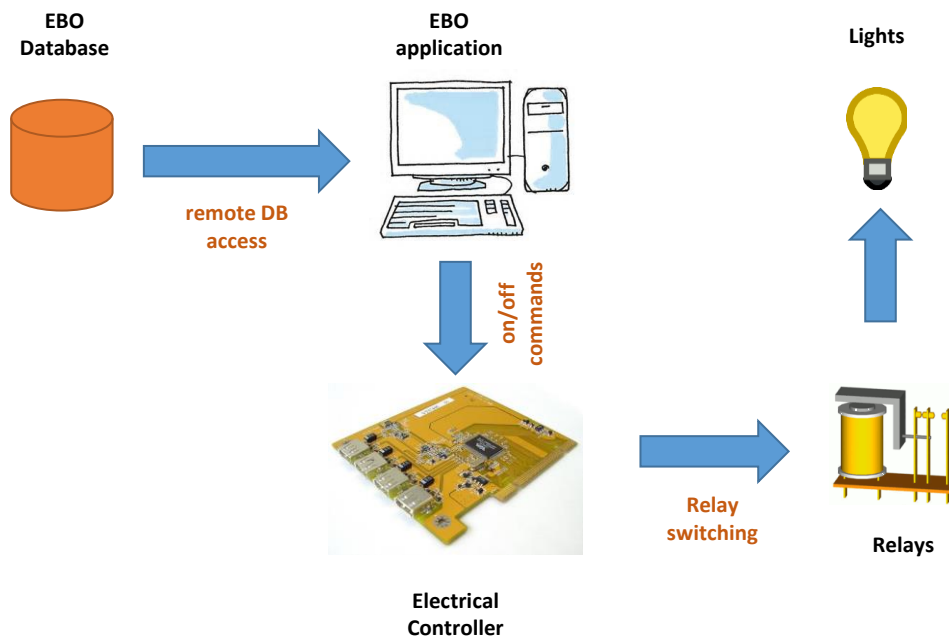 EBO
Database
EBO
application
Lights
remote DB
access
on/off
commands
Relay
switching
Relays
Electrical
Controller